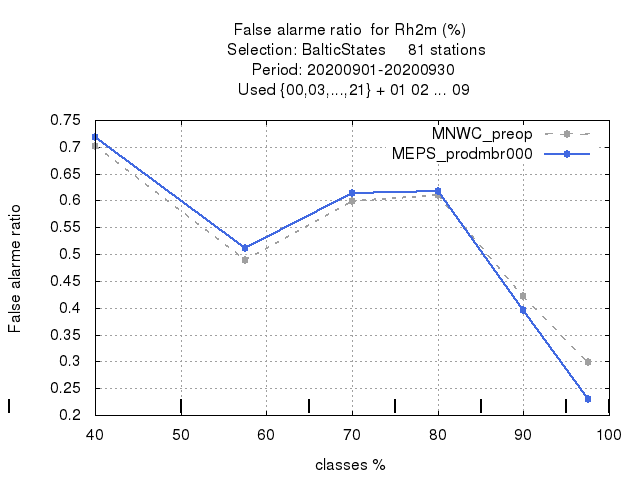 False alarme ratio  for Rh2m (%)
Selection: BalticStates     81 stations
Period: 20200901-20200930
Used {00,03,...,21} + 01 02 ... 09
MNWC_preop
MEPS_prodmbr000
False alarme ratio
0.75
0.7
0.65
0.6
0.55
0.5
0.45
0.4
0.35
0.3
0.25
0.2
40 50 60 70 80 90 100
classes %